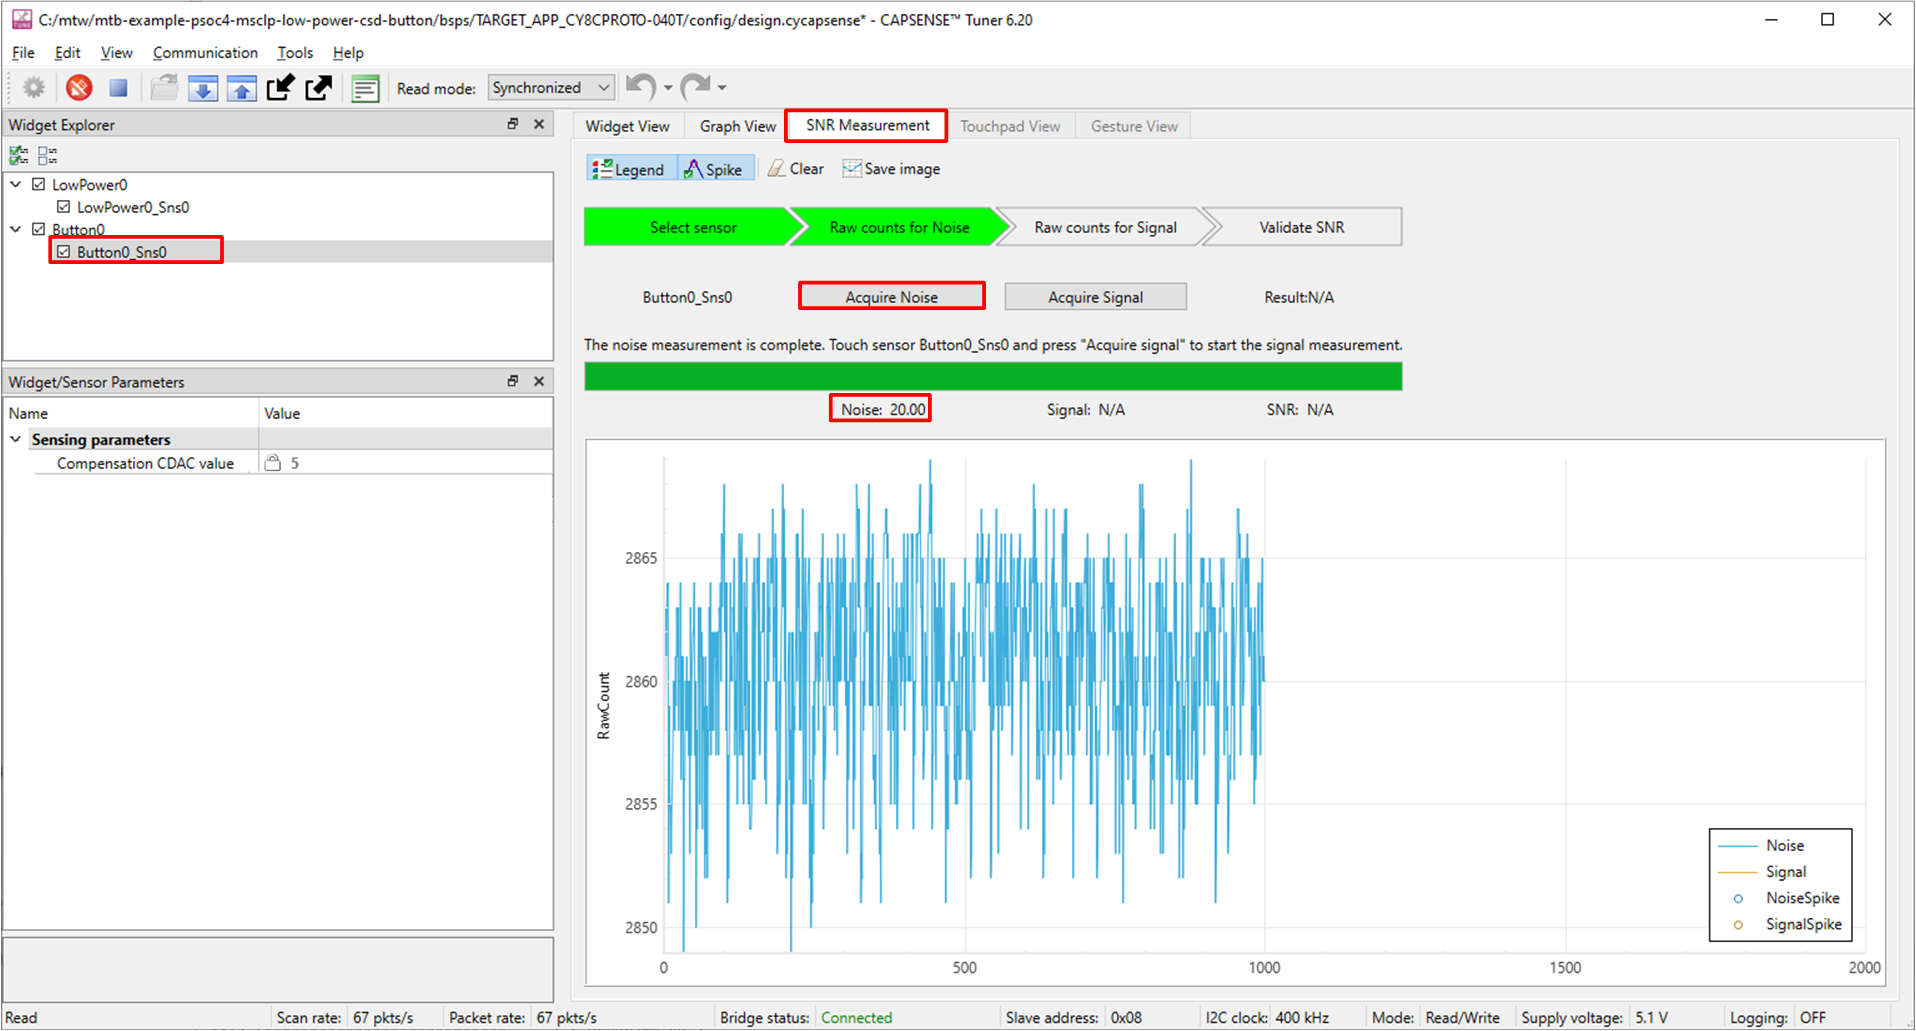 C:/mtw/mtb-example-psoc4-msclp-low-power-csd-button/bsps/TARGET_APP_CY8CPROTO-040T/config/design.cycapsense* - CAPSENSE™ Tuner 6.20
File Edit View Communication Tools Help
Read mode: Synchronized
Widget Explorer
LowPower0
LowPower0_Sns0
Button0
Button0_Sns0
Widget/Sensor Parameters
Name Value
Sensing parameters
Compensation CDAC value 5
Widget View Graph View SNR Measurement Touchpad View Gesture View
Legend Spike Clear Save image
Select sensor Raw counts for Noise Raw counts for Signal Validate SNR
Button0_Sns0 Acquire Noise Acquire Signal Result:N/A
The noise measurement is complete. Touch sensor Button0_Sns0 and press "Acquire signal" to start the signal measurement.
Noise: 20.00 Signal: N/A SNR: N/A
RawCount
2865
2860
2855
2850
0 500 1000 1500 2000
Noise
Signal
NoiseSpike
SignalSpike
Read Scan rate: 67 pkts/s Packet rate: 67 pkts/s Bridge status: Connected Slave address: 0x08 I2C clock: 400 kHz Mode: Read/Write Supply voltage: 5.1 V Logging: OFF